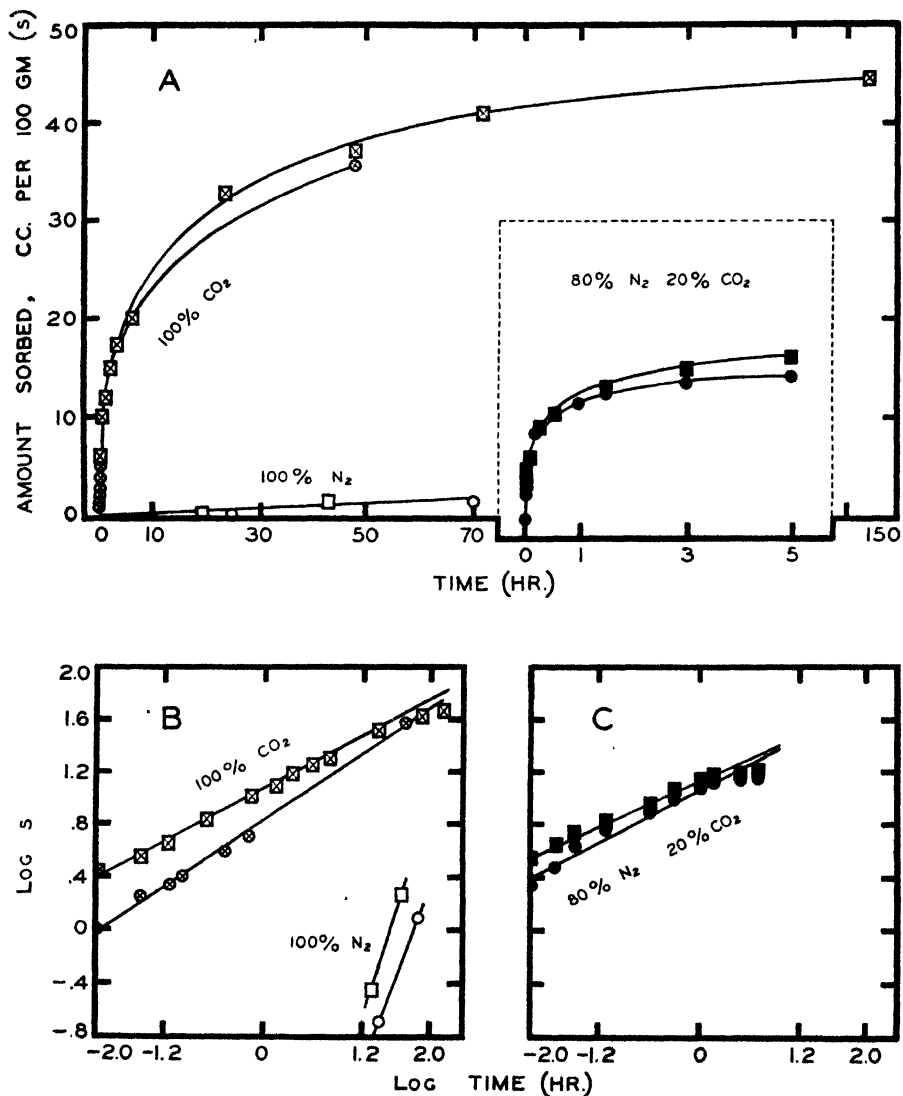 A
50
40
30
20
10
0
AMOUNT SORBED, CC. PER 100 GM (s)
100% CO₂
100% N₂
80% N₂ 20% CO₂
0 10 30 50 70 0 1 3 5 150
TIME (HR.)
B
2.0
1.6
1.2
.8
.4
0
-.4
-.8
LOG S
100% CO₂
100% N₂
-2.0 -1.2 0 1.2 2.0
C
80% N₂ 20% CO₂
-2.0 -1.2 0 1.2 2.0
LOG TIME (HR.)